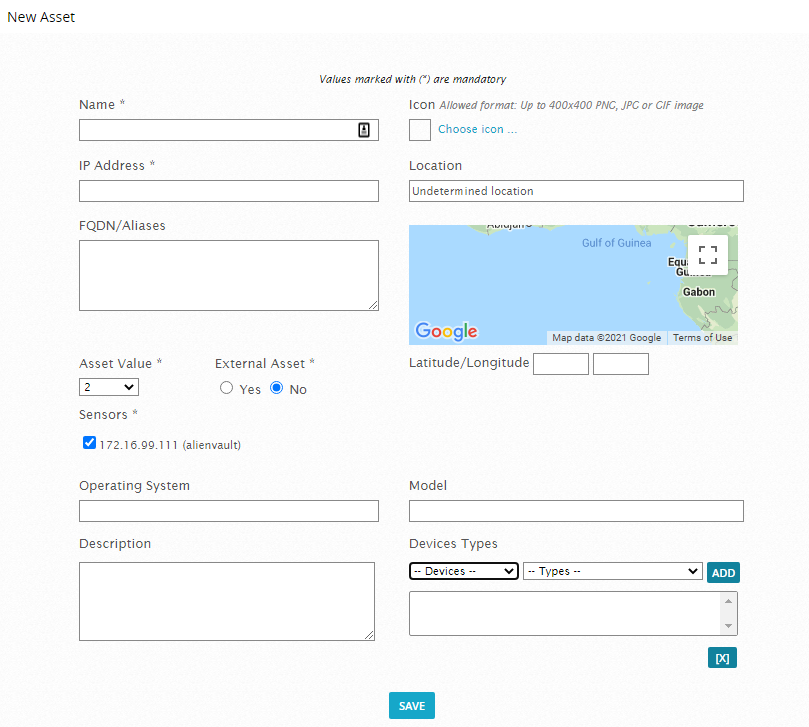 New Asset
Values marked with (*) are mandatory
Name *
Icon Allowed format: Up to 400x400 PNG, JPG or GIF image
Choose icon ...
IP Address *
Location
Undetermined location
FQDN/Aliases
Gulf of Guinea
Gabon
Google
Map data ©2021 Google
Terms of Use
Asset Value *
External Asset *
Latitude/Longitude
2
Yes
No
Sensors *
172.16.99.111 (alienvault)
Operating System
Model
Description
Devices Types
-- Devices --
-- Types --
ADD
[X]
SAVE